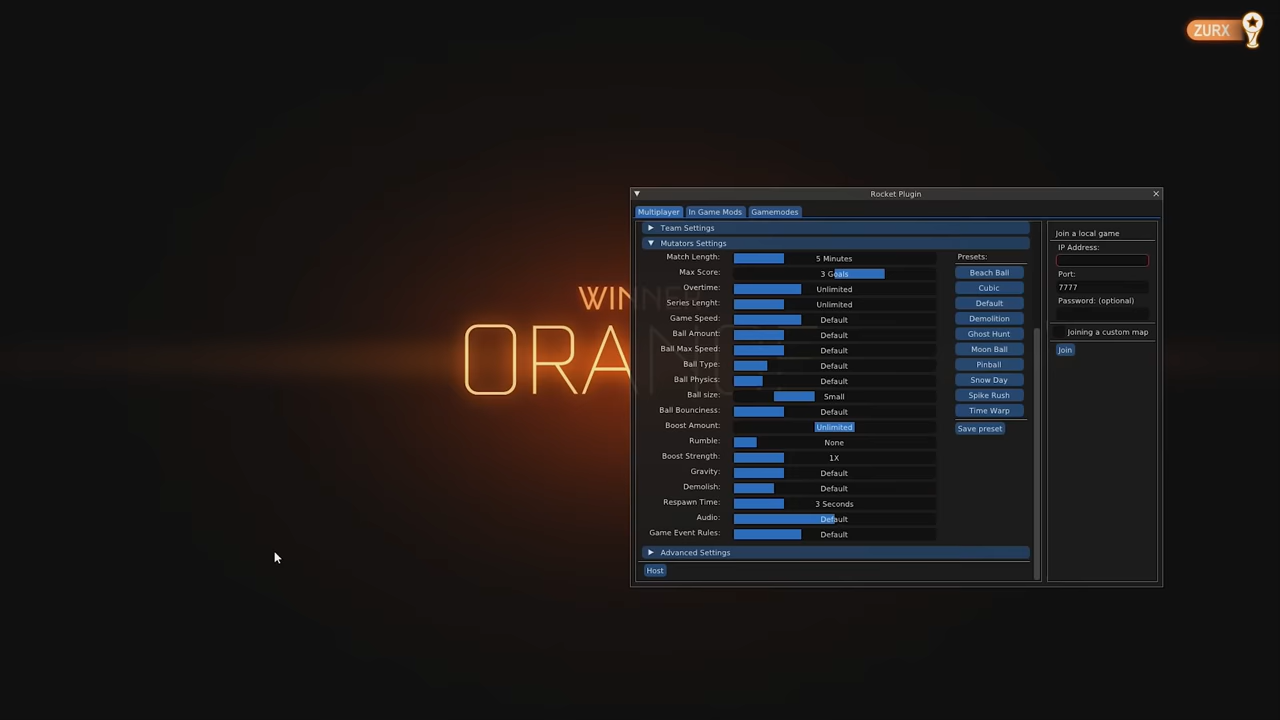 ZURX
WINNER
ORANGE
Rocket Plugin
Multiplayer In Game Mods Gamemodes
Team Settings
Mutators Settings
Match Length: 5 Minutes
Max Score: 3 Goals
Overtime: Unlimited
Series Lenght: Unlimited
Game Speed: Default
Ball Amount: Default
Ball Max Speed: Default
Ball Type: Default
Ball Physics: Default
Ball size: Small
Ball Bounciness: Default
Boost Amount: Unlimited
Rumble: None
Boost Strength: 1X
Gravity: Default
Demolish: Default
Respawn Time: 3 Seconds
Audio: Default
Game Event Rules: Default
Advanced Settings
Host
Presets:
Beach Ball
Cubic
Default
Demolition
Ghost Hunt
Moon Ball
Pinball
Snow Day
Spike Rush
Time Warp
Save preset
Join a local game
IP Address:
Port:
7777
Password: (optional)
Joining a custom map
Join